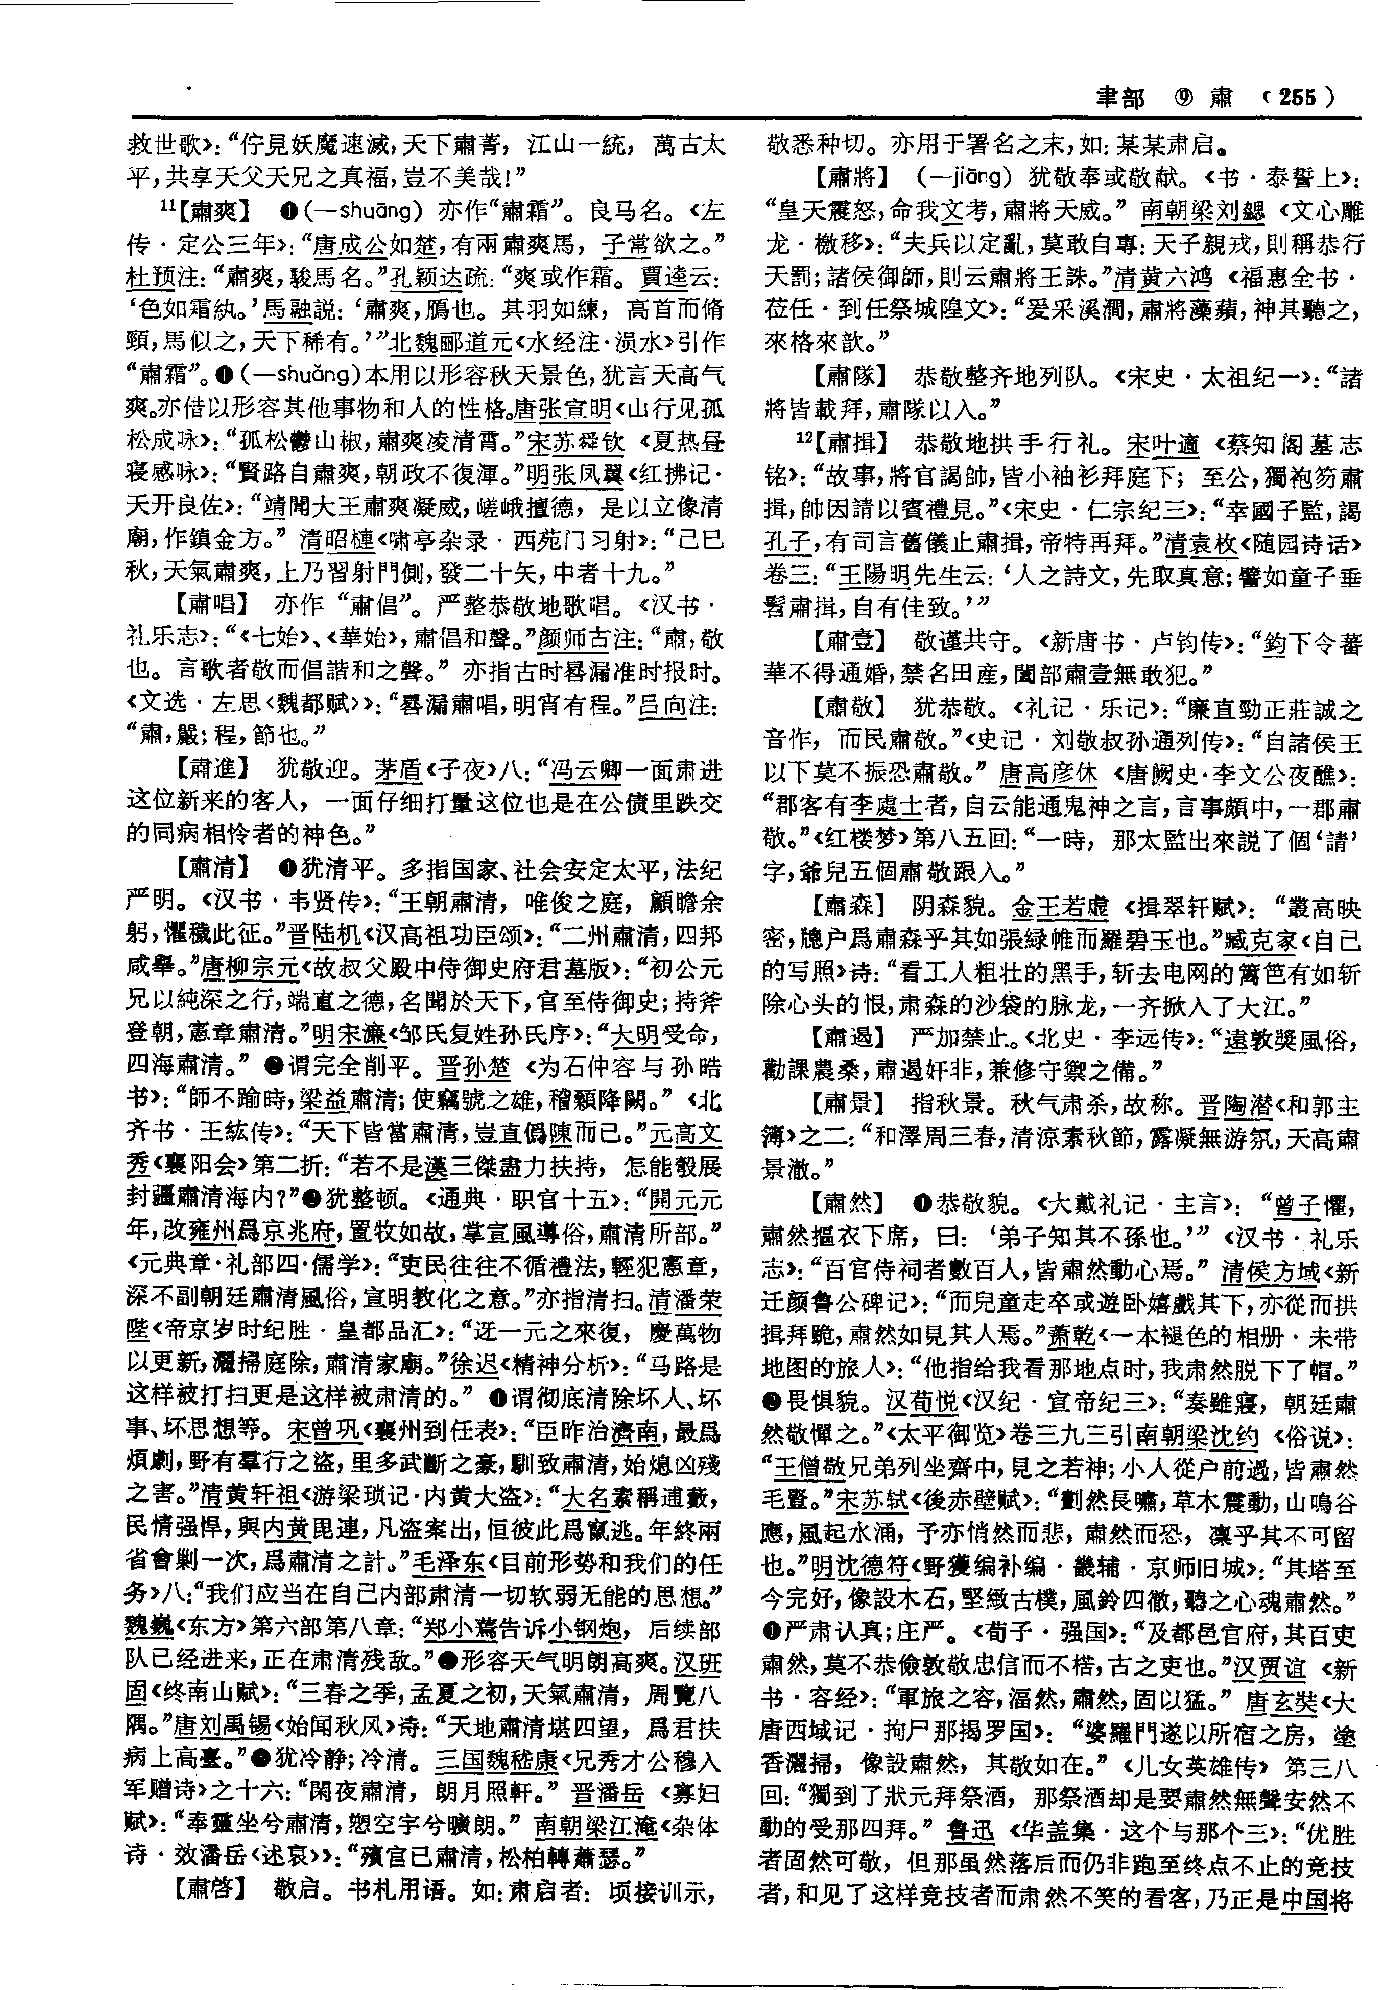 聿部 ⑨ 肅 （255）
救世歌》：“佇見妖魔速滅，天下肅菁，江山一統，萬古太
平，共享天父天兄之真福，豈不美哉！”
11【肅爽】 ❶（—shuāng）亦作“肅霜”。良马名。《左
传·定公三年》：“唐成公如楚，有兩肅爽馬，子常欲之。”
杜预注：“肅爽，駿馬名。”孔颖达疏：“爽或作霜。賈逵云：
‘色如霜紈。’馬融説：‘肅爽，鴈也。其羽如練，高首而脩
頸，馬似之，天下稀有。’”北魏郦道元《水经注·涢水》引作
“肅霜”。❷（—shuǎng）本用以形容秋天景色，犹言天高气
爽。亦借以形容其他事物和人的性格。唐张宣明《山行见孤
松成咏》：“孤松鬱山椒，肅爽凌清霄。”宋苏舜钦《夏热昼
寝感咏》：“賢路自肅爽，朝政不復渾。”明张凤翼《红拂记·
天开良佐》：“靖聞大王肅爽凝威，嵯峨擅德，是以立像清
廟，作鎮金方。”清昭槤《啸亭杂录·西苑门习射》：“己巳
秋，天氣肅爽，上乃習射門側，發二十矢，中者十九。”
【肅唱】 亦作“肅倡”。严整恭敬地歌唱。《汉书·
礼乐志》：“《七始》、《華始》，肅倡和聲。”颜师古注：“肅，敬
也。言歌者敬而倡諧和之聲。”亦指古时晷漏准时报时。
《文选·左思〈魏都赋〉》：“晷漏肅唱，明宵有程。”吕向注：
“肅，嚴；程，節也。”
【肅進】 犹敬迎。茅盾《子夜》八：“冯云卿一面肃进
这位新来的客人，一面仔细打量这位也是在公债里跌交
的同病相怜者的神色。”
【肅清】 ❶犹清平。多指国家、社会安定太平，法纪
严明。《汉书·韦贤传》：“王朝肅清，唯俊之庭，顧瞻余
躬，懼穢此征。”晋陆机《汉高祖功臣颂》：“二州肅清，四邦
咸舉。”唐柳宗元《故叔父殿中侍御史府君墓版》：“初公元
兄以純深之行，端直之德，名聞於天下，官至侍御史；持斧
登朝，憲章肅清。”明宋濂《邹氏复姓孙氏序》：“大明受命，
四海肅清。”❷谓完全削平。晋孙楚《为石仲容与孙皓
书》：“師不踰時，梁益肅清；使竊號之雄，稽顙降闕。”《北
齐书·王紘传》：“天下皆當肅清，豈直僞陳而已。”元高文
秀《襄阳会》第二折：“若不是漢三傑盡力扶持，怎能彀展
封疆肅清海内？”❸犹整顿。《通典·职官十五》：“開元元
年，改雍州爲京兆府，置牧如故，掌宣風導俗，肅清所部。”
《元典章·礼部四·儒学》：“吏民往往不循禮法，輕犯憲章，
深不副朝廷肅清風俗，宣明教化之意。”亦指清扫。清潘荣
陛《帝京岁时纪胜·皇都品汇》：“迓一元之來復，慶萬物
以更新，灑掃庭除，肅清家廟。”徐迟《精神分析》：“马路是
这样被打扫更是这样被肃清的。”❹谓彻底清除坏人、坏
事、坏思想等。宋曾巩《襄州到任表》：“臣昨治濟南，最爲
煩劇，野有羣行之盗，里多武斷之豪，馴致肅清，始熄凶殘
之害。”清黄轩祖《游梁琐记·内黄大盗》：“大名素稱逋藪，
民情强悍，與内黄毘連，凡盗案出，恒彼此爲竄逃。年終兩
省會剿一次，爲肅清之計。”毛泽东《目前形势和我们的任
务》八：“我们应当在自己内部肃清一切软弱无能的思想。”
魏巍《东方》第六部第八章：“郑小蔫告诉小钢炮，后续部
队已经进来，正在肃清残敌。”❺形容天气明朗高爽。汉班
固《终南山赋》：“三春之季，孟夏之初，天氣肅清，周覽八
隅。”唐刘禹锡《始闻秋风》诗：“天地肅清堪四望，爲君扶
病上高臺。”❻犹冷静；冷清。三国魏嵇康《兄秀才公穆入
军赠诗》之十六：“閑夜肅清，朗月照軒。”晋潘岳《寡妇
赋》：“奉靈坐兮肅清，愬空宇兮曠朗。”南朝梁江淹《杂体
诗·效潘岳〈述哀〉》：“殯宫已肅清，松柏轉蕭瑟。”
【肅啓】 敬启。书札用语。如：肃启者：顷接训示，
敬悉种切。亦用于署名之末，如：某某肃启。
【肅將】 （—jiāng）犹敬奉或敬献。《书·泰誓上》：
“皇天震怒，命我文考，肅將天威。”南朝梁刘勰《文心雕
龙·檄移》：“夫兵以定亂，莫敢自專：天子親戎，則稱恭行
天罰；諸侯御師，則云肅將王誅。”清黄六鸿《福惠全书·
莅任·到任祭城隍文》：“爰采溪澗，肅將藻蘋，神其聽之，
來格來歆。”
【肅隊】 恭敬整齐地列队。《宋史·太祖纪一》：“諸
將皆載拜，肅隊以入。”
12【肅揖】 恭敬地拱手行礼。宋叶適《蔡知阁墓志
铭》：“故事，將官謁帥，皆小袖衫拜庭下；至公，獨袍笏肅
揖，帥因請以賓禮見。”《宋史·仁宗纪三》：“幸國子監，謁
孔子，有司言舊儀止肅揖，帝特再拜。”清袁枚《随园诗话》
卷三：“王陽明先生云：‘人之詩文，先取真意；譬如童子垂
髫肅揖，自有佳致。’”
【肅壹】 敬谨共守。《新唐书·卢钧传》：“鈞下令蕃
華不得通婚，禁名田産，闔部肅壹無敢犯。”
【肅敬】 犹恭敬。《礼记·乐记》：“廉直勁正莊誠之
音作，而民肅敬。”《史记·刘敬叔孙通列传》：“自諸侯王
以下莫不振恐肅敬。”唐高彦休《唐阙史·李文公夜醮》：
“郡客有李處士者，自云能通鬼神之言，言事頗中，一郡肅
敬。”《红楼梦》第八五回：“一時，那太監出來説了個‘請’
字，爺兒五個肅敬跟入。”
【肅森】 阴森貌。金王若虚《揖翠轩赋》：“叢高映
密，牕户爲肅森乎其如張緑帷而羅碧玉也。”臧克家《自己
的写照》诗：“看工人粗壮的黑手，斩去电网的篱笆有如斩
除心头的恨，肃森的沙袋的脉龙，一齐掀入了大江。”
【肅遏】 严加禁止。《北史·李远传》：“遠敦奬風俗，
勸課農桑，肅遏奸非，兼修守禦之備。”
【肅景】 指秋景。秋气肃杀，故称。晋陶潜《和郭主
簿》之二：“和澤周三春，清凉素秋節，露凝無游氛，天高肅
景澈。”
【肅然】 ❶恭敬貌。《大戴礼记·主言》：“曾子懼，
肅然摳衣下席，曰：‘弟子知其不孫也。’”《汉书·礼乐
志》：“百官侍祠者數百人，皆肅然動心焉。”清侯方域《新
迁颜鲁公碑记》：“而兒童走卒或遊卧嬉戲其下，亦從而拱
揖拜跪，肅然如見其人焉。”萧乾《一本褪色的相册·未带
地图的旅人》：“他指给我看那地点时，我肃然脱下了帽。”
❷畏惧貌。汉荀悦《汉纪·宣帝纪三》：“奏雖寢，朝廷肅
然敬憚之。”《太平御览》卷三九三引南朝梁沈约《俗说》：
“王僧敬兄弟列坐齋中，見之若神；小人從户前過，皆肅然
毛豎。”宋苏轼《後赤壁赋》：“劃然長嘯，草木震動，山鳴谷
應，風起水涌，予亦悄然而悲，肅然而恐，凛乎其不可留
也。”明沈德符《野獲编补编·畿辅·京师旧城》：“其塔至
今完好，像設木石，堅緻古樸，風鈴四徹，聽之心魂肅然。”
❸严肃认真；庄严。《荀子·强国》：“及都邑官府，其百吏
肅然，莫不恭儉敦敬忠信而不楛，古之吏也。”汉贾谊《新
书·容经》：“軍旅之容，湢然，肅然，固以猛。”唐玄奘《大
唐西域记·拘尸那揭罗国》：“婆羅門遂以所宿之房，塗
香灑掃，像設肅然，其敬如在。”《儿女英雄传》第三八
回：“獨到了狀元拜祭酒，那祭酒却是要肅然無聲安然不
動的受那四拜。”鲁迅《华盖集·这个与那个三》：“优胜
者固然可敬，但那虽然落后而仍非跑至终点不止的竞技
者，和见了这样竞技者而肃然不笑的看客，乃正是中国将